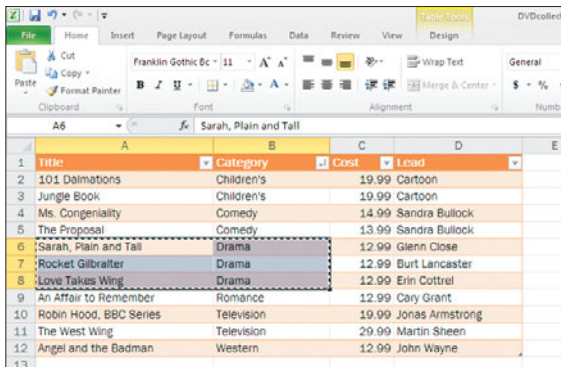 Table Tools
DVDcollec
File Home Insert Page Layout Formulas Data Review View Design
Paste
Cut
Copy
Format Painter
Clipboard
Franklin Gothic Bc 11 A A
B I U A
Font
Wrap Text
Merge & Center
Alignment
General
$ %
Numb
A6 fx Sarah, Plain and Tall
A B C D E
1 Title Category Cost Lead
2 101 Dalmations Children's 19.99 Cartoon
3 Jungle Book Children's 19.99 Cartoon
4 Ms. Congeniality Comedy 14.99 Sandra Bullock
5 The Proposal Comedy 13.99 Sandra Bullock
6 Sarah, Plain and Tall Drama 12.99 Glenn Close
7 Rocket Gilbralter Drama 12.99 Burt Lancaster
8 Love Takes Wing Drama 12.99 Erin Cottrel
9 An Affair to Remember Romance 12.99 Cary Grant
10 Robin Hood, BBC Series Television 19.99 Jonas Armstrong
11 The West Wing Television 29.99 Martin Sheen
12 Angel and the Badman Western 12.99 John Wayne
13